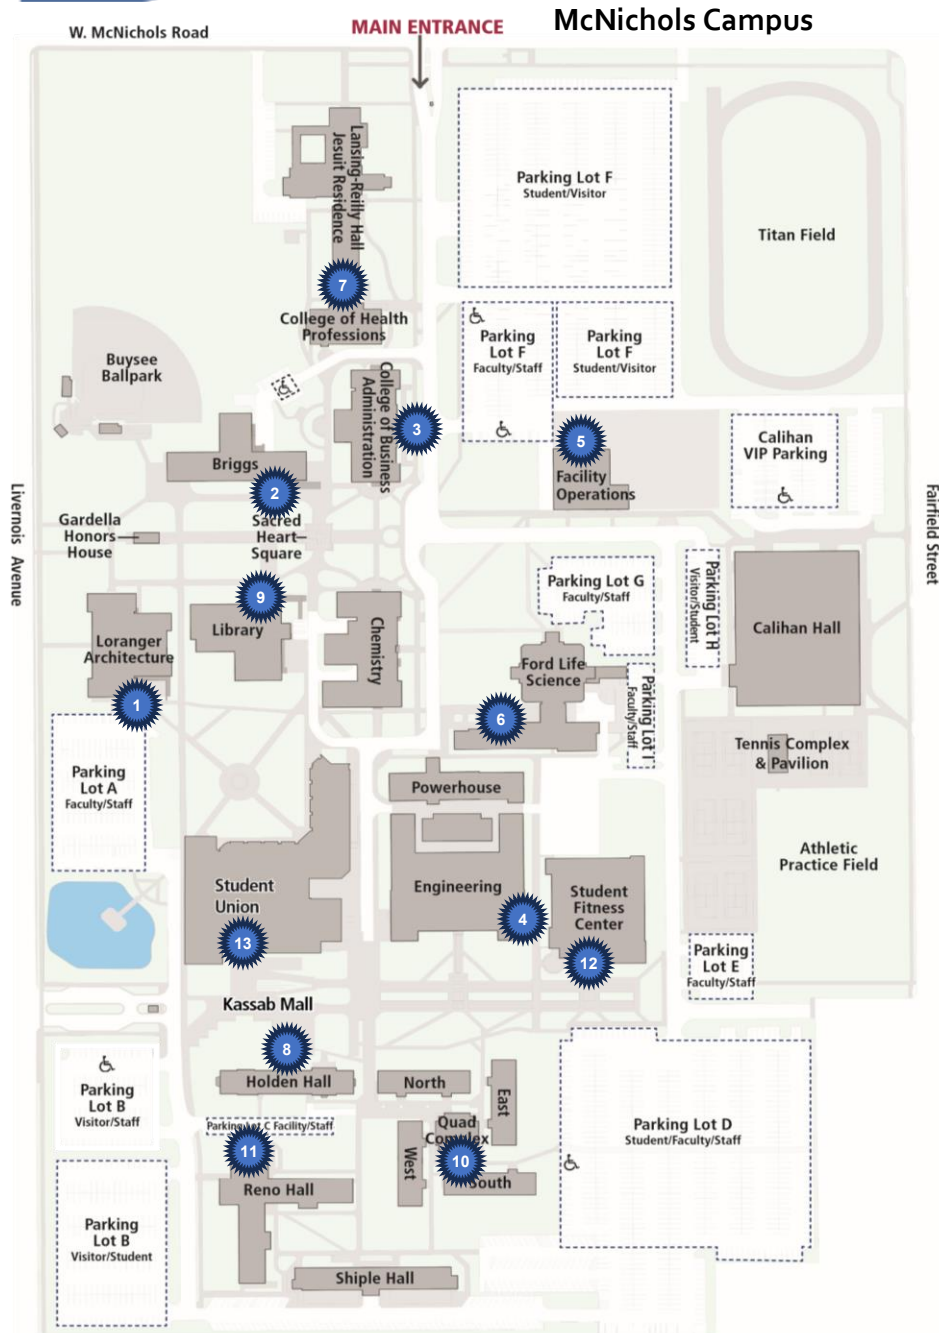 McNichols Campus
W. McNichols Road
MAIN ENTRANCE
Lansing-Reilly Hall
Jesuit Residence
Parking Lot F
Student/Visitor
Titan Field
7
College of Health
Professions
Parking
Lot F
Faculty/Staff
Parking
Lot F
Student/Visitor
Buysee
Ballpark
College of Business
Administration
3
5
Calihan
VIP Parking
Briggs
2
Facility
Operations
Livernois Avenue
Fairfield Street
Gardella
Honors
House
Sacred
Heart
Square
9
Parking Lot G
Faculty/Staff
Parking Lot H
Visitor/Student
Loranger
Architecture
Library
Chemistry
Calihan Hall
Ford Life
Science
Parking Lot I
Faculty/Staff
1
6
Parking
Lot A
Faculty/Staff
Tennis Complex
& Pavilion
Powerhouse
Student
Union
Engineering
Student
Fitness
Center
Athletic
Practice Field
13
4
12
Parking
Lot E
Faculty/Staff
Kassab Mall
8
Holden Hall
North
East
Parking
Lot B
Visitor/Staff
Parking Lot C Facility/Staff
Quad
Complex
West
10
South
Parking Lot D
Student/Faculty/Staff
11
Reno Hall
Parking
Lot B
Visitor/Student
Shiple Hall